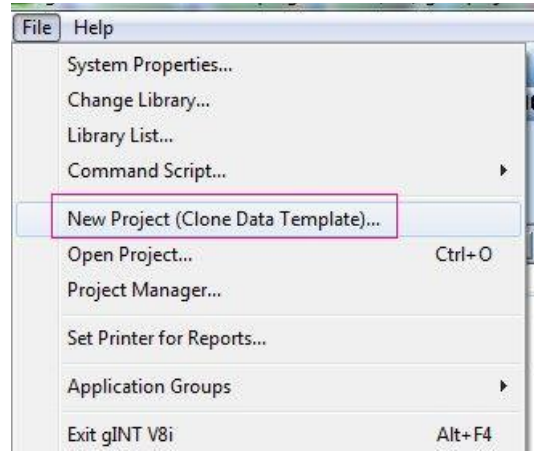 File Help
System Properties...
Change Library...
Library List...
Command Script...
New Project (Clone Data Template)...
Open Project... Ctrl+O
Project Manager...
Set Printer for Reports...
Application Groups
Exit gINT V8i Alt+F4